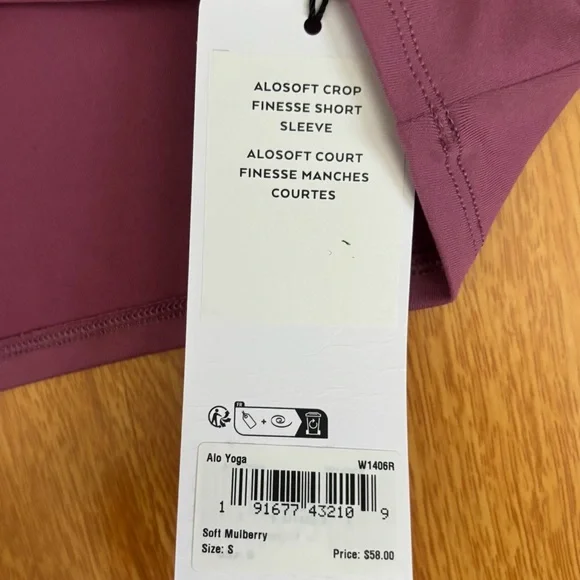 ALOSOFT CROP
FINESSE SHORT
SLEEVE
ALOSOFT COURT
FINESSE MANCHES
COURTES
FR
+
Alo Yoga W1406R
1 91677 43210 9
Soft Mulberry
Size: S Price: $58.00